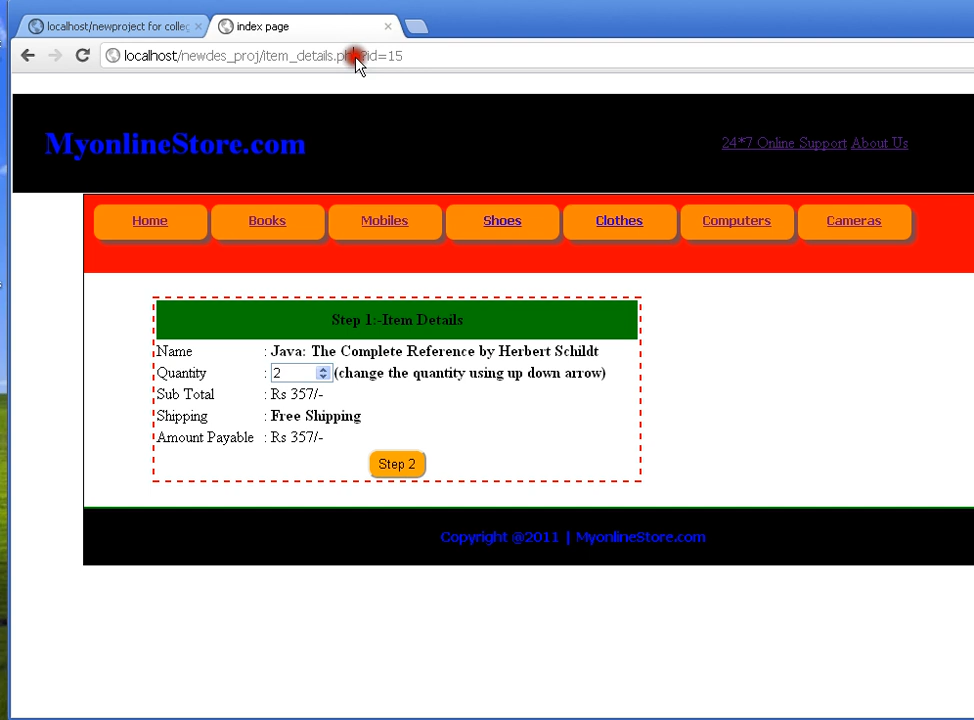 localhost/newproject for colleg
index page
localhost/newdes_proj/item_details.ph id=15
MyonlineStore.com
24*7 Online Support About Us
Home Books Mobiles Shoes Clothes Computers Cameras
Step 1:-Item Details
Name : Java: The Complete Reference by Herbert Schildt
Quantity : 2 (change the quantity using up down arrow)
Sub Total : Rs 357/-
Shipping : Free Shipping
Amount Payable : Rs 357/-
Step 2
Copyright @2011 | MyonlineStore.com